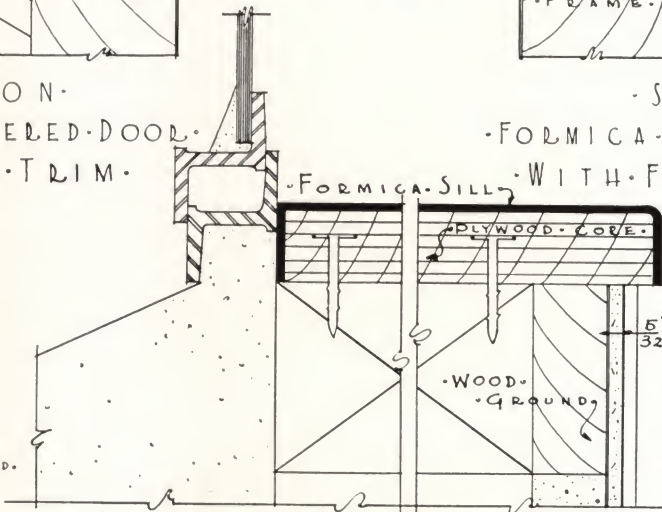 ·FRAME·
ON·
ERED·DOOR·
·TRIM·
·S
·FORMICA·
·WITH·F
·FORMICA·SILL
·PLYWOOD·CORE·
5"
32
·WOOD·
·GROUND·
D.